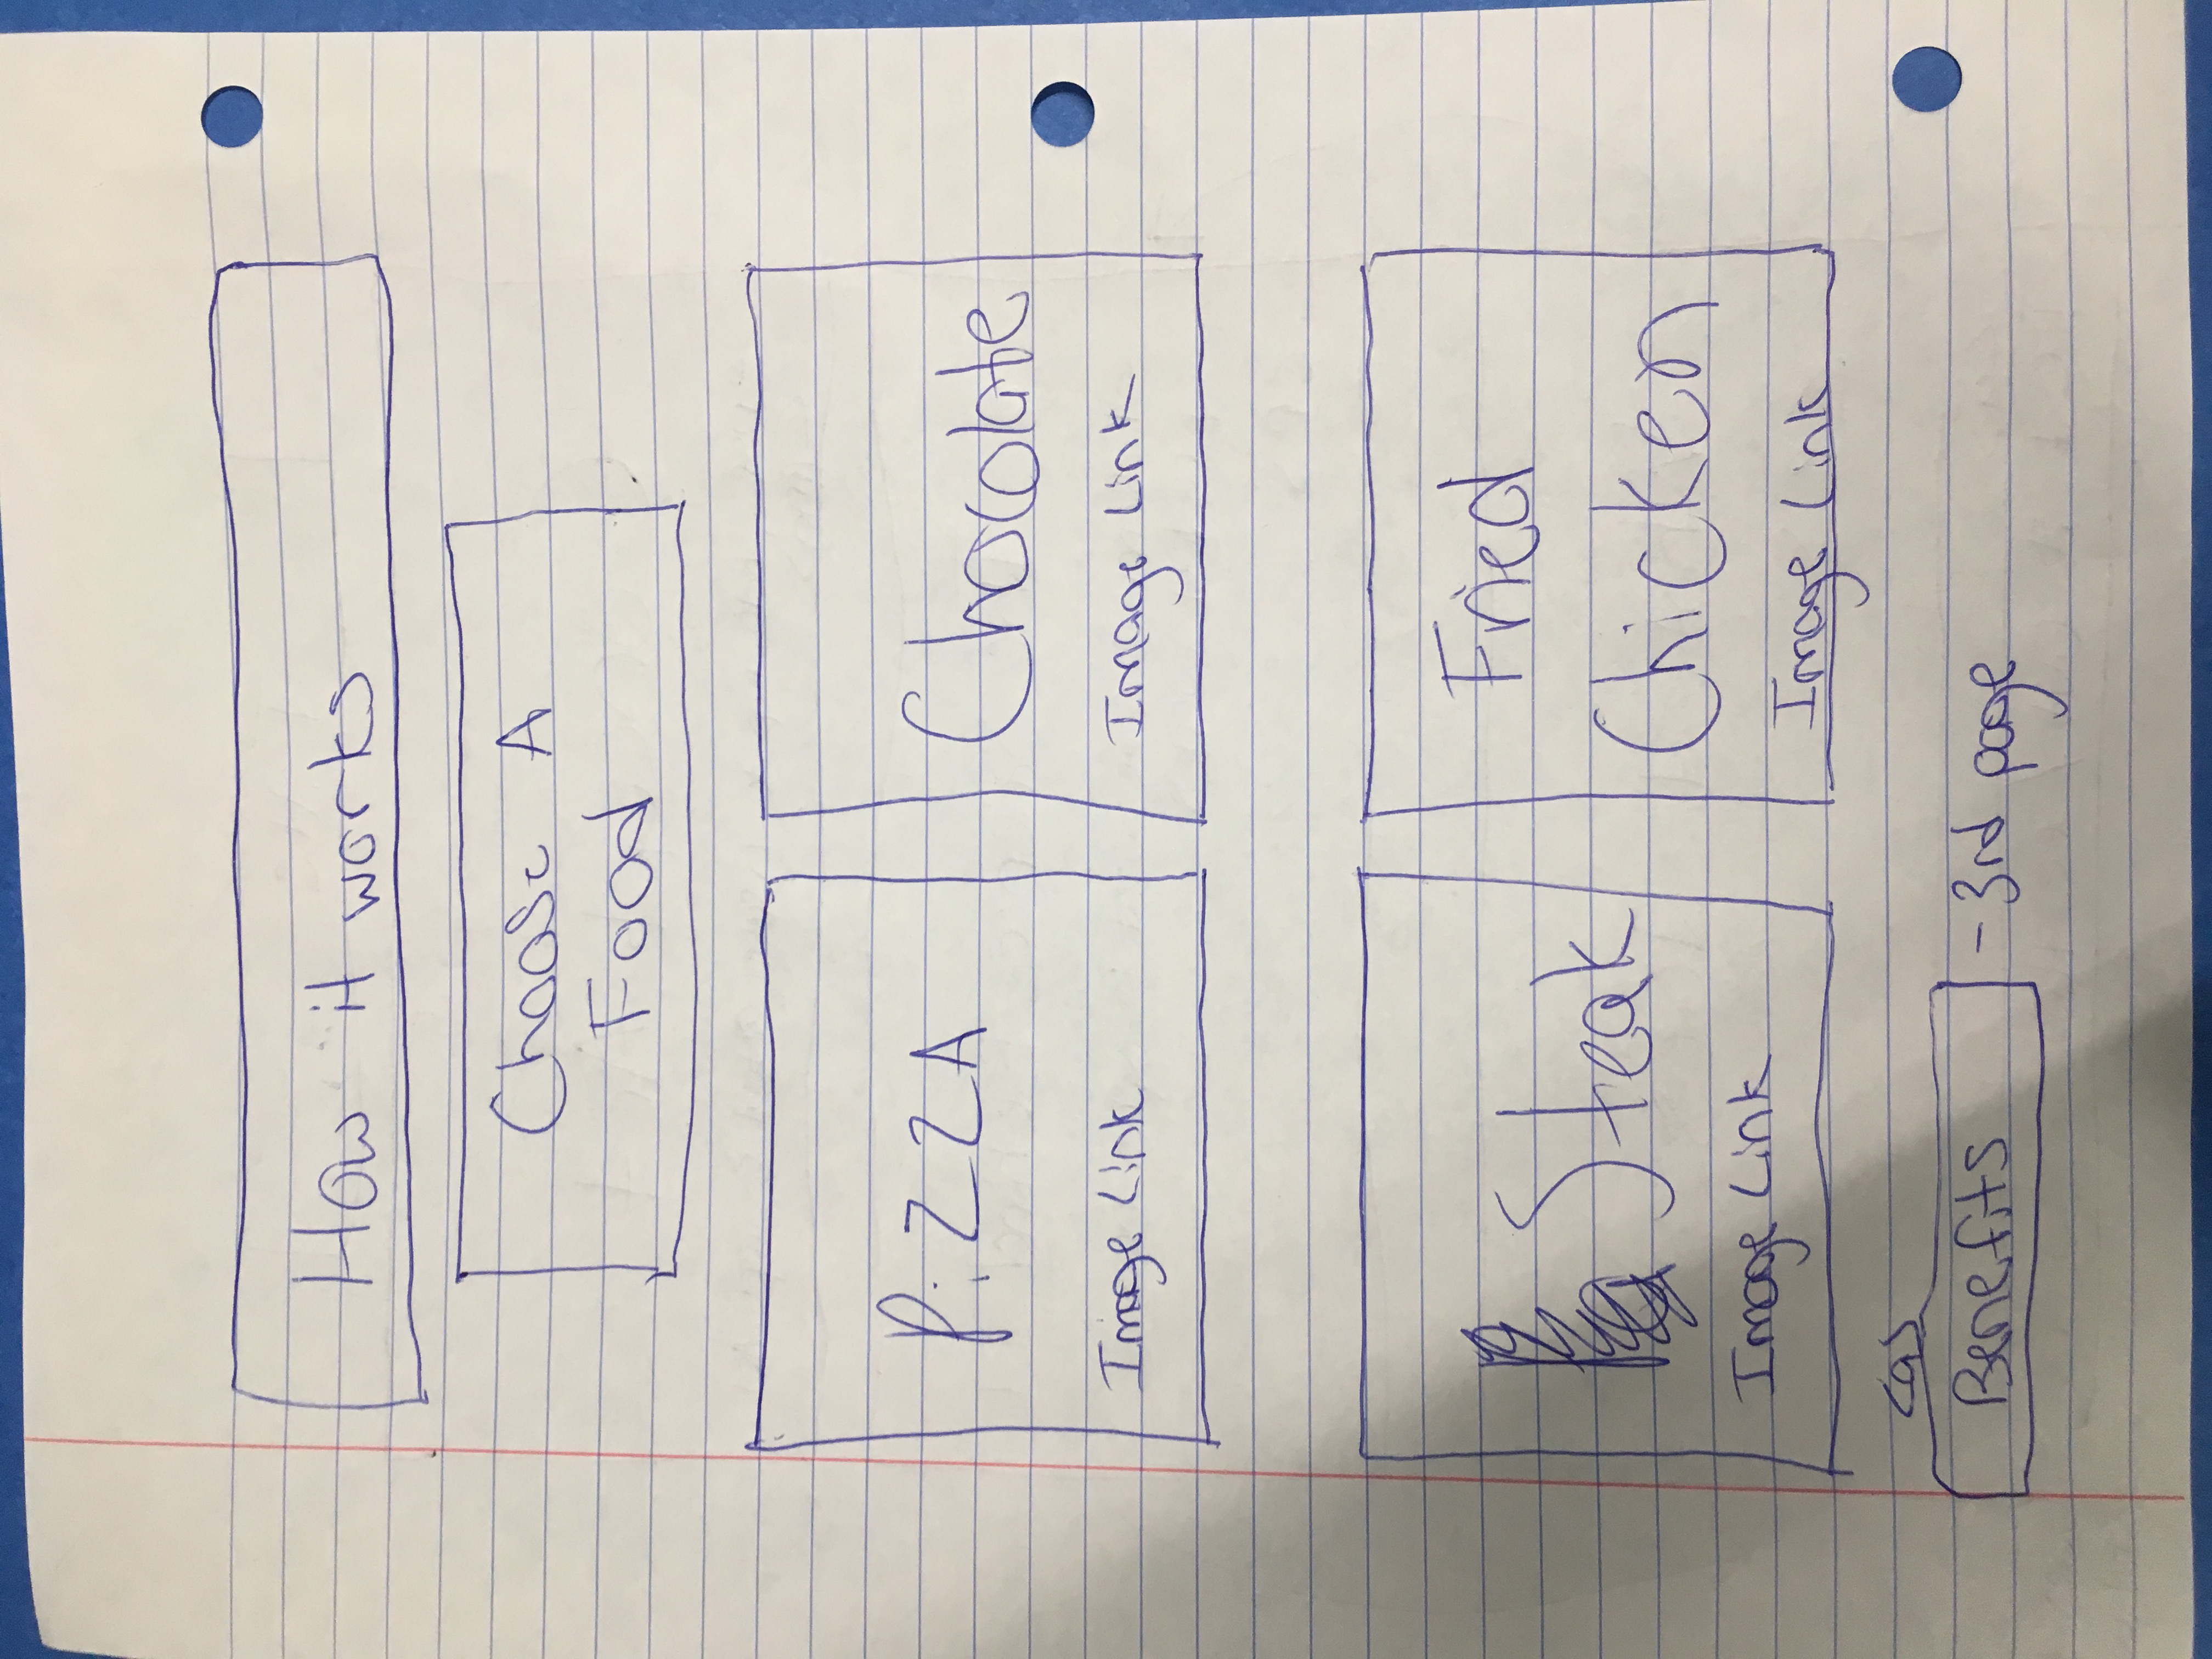 How it works
Choose A
Food
PiZZA
Image Link
Chocolate
Image Link
Steak
Image Link
Fried
Chicken
Image Link
Benefits - 3rd page